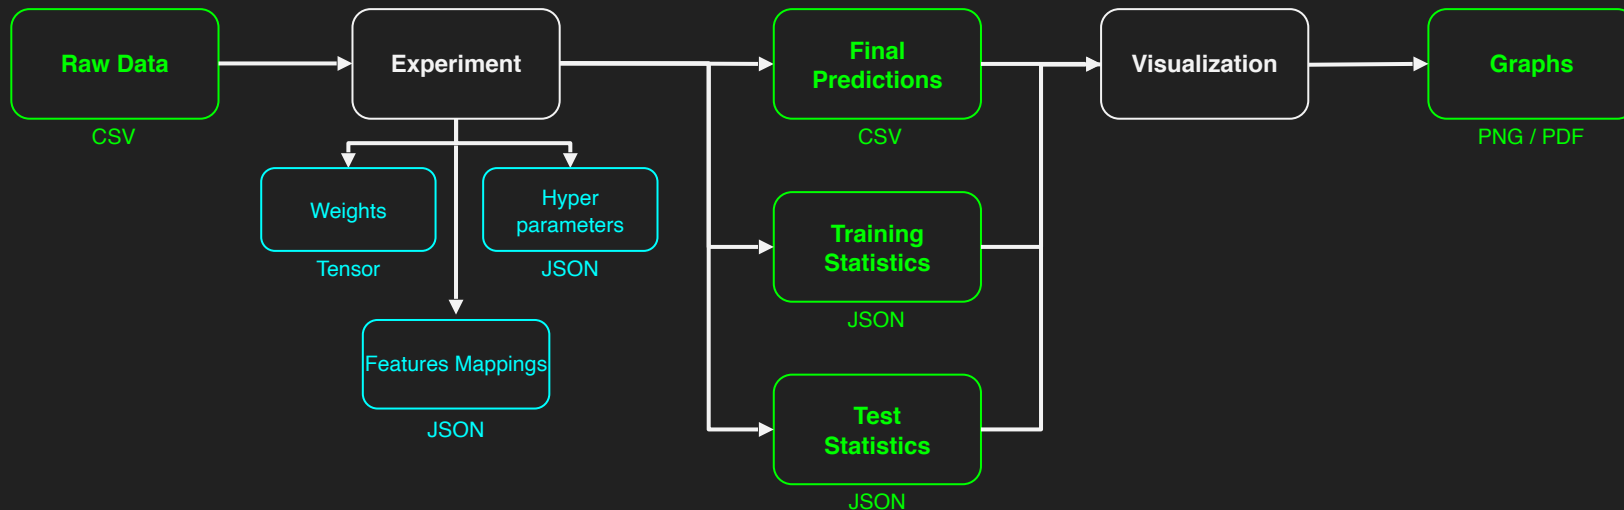 Raw Data
CSV
Experiment
Weights
Tensor
Hyper
parameters
JSON
Features Mappings
JSON
Final
Predictions
CSV
Training
Statistics
JSON
Test
Statistics
JSON
Visualization
Graphs
PNG / PDF